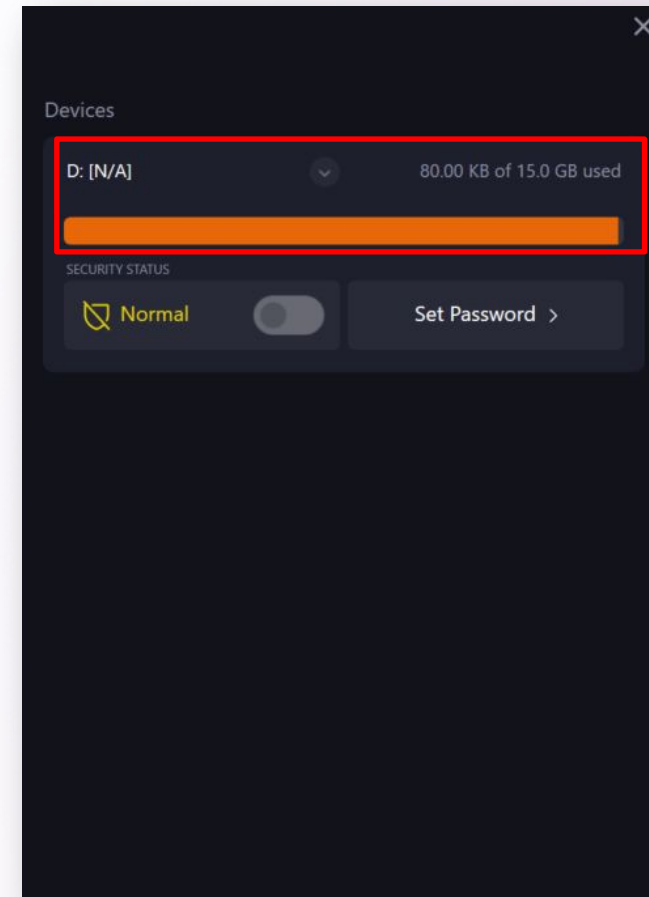 Devices
D: [N/A]
80.00 KB of 15.0 GB used
SECURITY STATUS
Normal
Set Password >